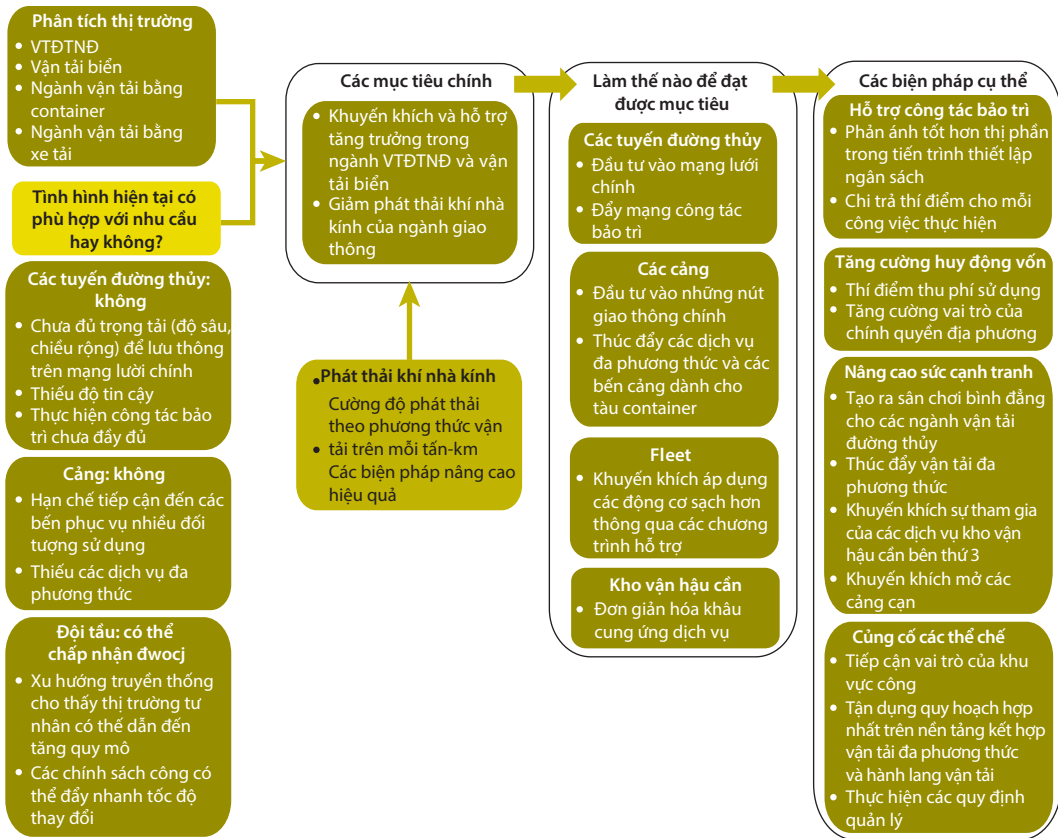 Phân tích thị trường
• VTĐTNĐ
• Vận tải biển
• Ngành vận tải bằng
container
• Ngành vận tải bằng
xe tải
Tình hình hiện tại có
phù hợp với nhu cầu
hay không?
Các tuyến đường thủy:
không
• Chưa đủ trọng tải (độ sâu,
chiều rộng) để lưu thông
trên mạng lười chính
• Thiếu độ tin cậy
• Thực hiện công tác bảo
trì chưa đầy đủ
Cảng: không
• Hạn chế tiếp cận đến các
bến phục vụ nhiều đối
tượng sử dụng
• Thiếu các dịch vụ đa
phương thức
Đội tầu: có thể
chấp nhận đwocj
• Xu hướng truyền thống
cho thấy thị trường tư
nhân có thể dẫn đến
tăng quy mô
• Các chính sách công có
thể đẩy nhanh tốc độ
thay đổi
Các mục tiêu chính
• Khuyến khích và hỗ trợ
tăng trưởng trong
ngành VTĐTNĐ và vận
tải biển
• Giảm phát thải khí nhà
kính của ngành giao
thông
•Phát thải khí nhà kính
Cường độ phát thải
theo phương thức vận
• tải trên mỗi tấn-km
Các biện pháp nâng cao
hiệu quả
Làm thế nào để đạt
được mục tiêu
Các tuyến đường thủy
• Đầu tư vào mạng lưới
chính
• Đẩy mạng công tác
bảo trì
Các cảng
• Đầu tư vào những nút
giao thông chính
• Thúc đẩy các dịch vụ
đa phương thức và các
bến cảng dành cho
tàu container
Fleet
• Khuyến khích áp dụng
các động cơ sạch hơn
thông qua các chương
trình hỗ trợ
Kho vận hậu cần
• Đơn giản hóa khâu
cung ứng dịch vụ
Các biện pháp cụ thể
Hỗ trợ công tác bảo trì
• Phản ánh tốt hơn thị phần
trong tiến trình thiết lập
ngân sách
• Chi trả thí điểm cho mỗi
công việc thực hiện
Tăng cường huy động vốn
• Thí điểm thu phí sử dụng
• Tăng cường vai trò của
chính quyền địa phương
Nâng cao sức cạnh tranh
• Tạo ra sân chơi bình đẳng
cho các ngành vận tải
đường thủy
• Thúc đẩy vận tải đa
phương thức
• Khuyến khích sự tham gia
của các dịch vụ kho vận
hậu cần bên thứ 3
• Khuyến khích mở các
cảng cạn
Củng cố các thể chế
• Tiếp cận vai trò của khu
vực công
• Tận dụng quy hoạch hợp
nhất trên nền tảng kết hợp
vận tải đa phương thức
và hành lang vận tải
• Thực hiện các quy định
quản lý